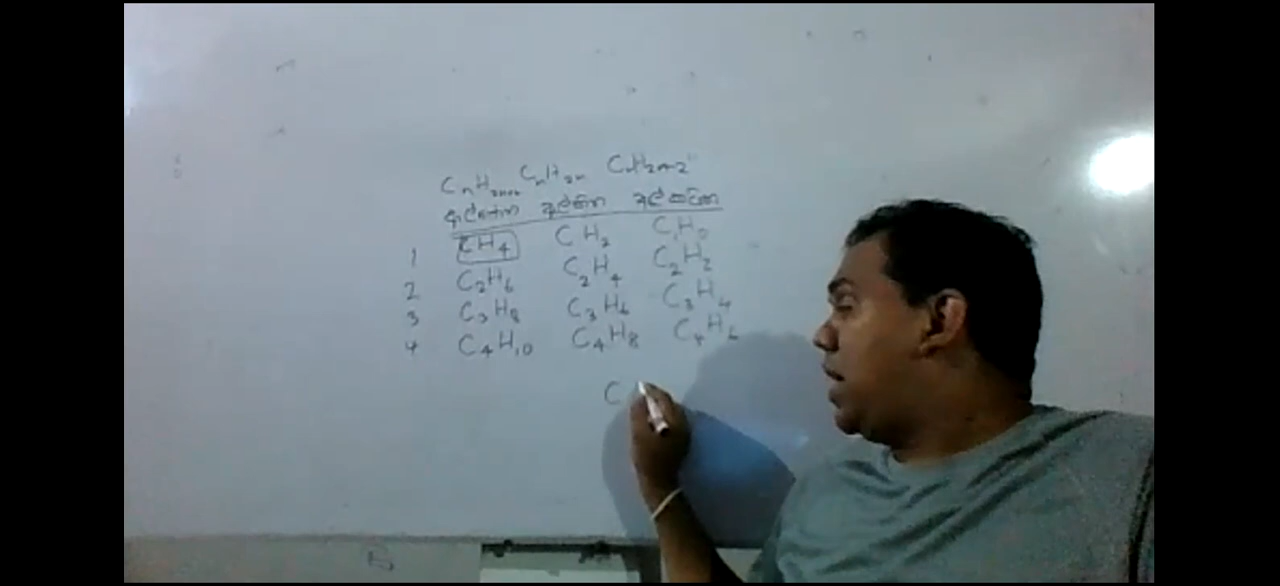 CnH2n+2 CnH2n CnH2n-2
ඇල්කේන ඇල්කීන ඇල්කයින
1 CH4 CH2 C1H0
2 C2H6 C2H4 C2H2
3 C3H8 C3H6 C3H4
4 C4H10 C4H8 C4H6
C